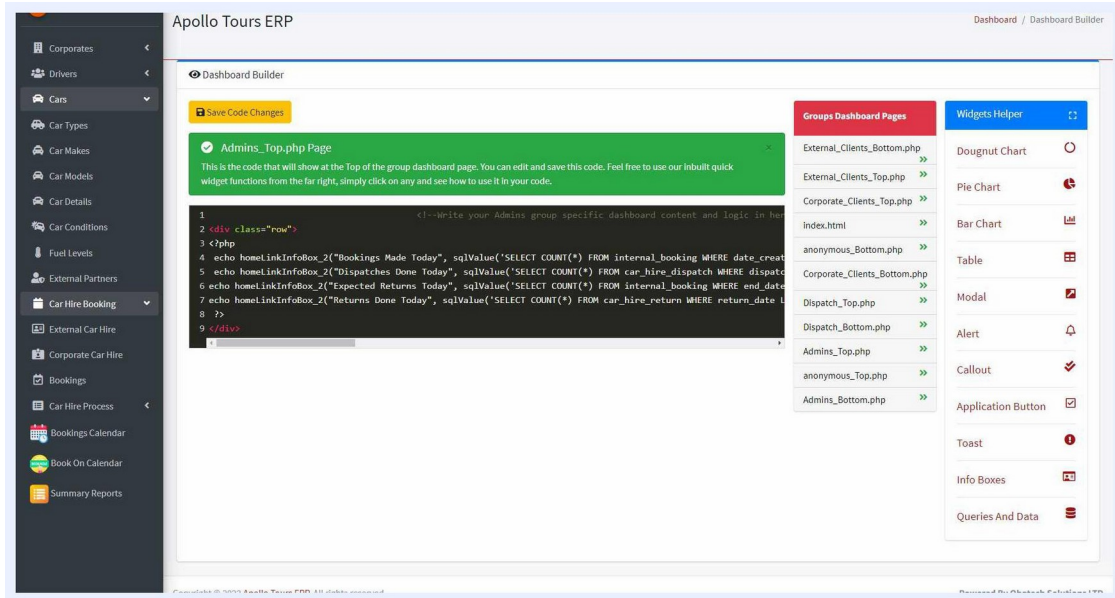 Apollo Tours ERP
Dashboard / Dashboard Builder
Corporates
Drivers
Cars
Car Types
Car Makes
Car Models
Car Details
Car Conditions
Fuel Levels
External Partners
Car Hire Booking
External Car Hire
Corporate Car Hire
Bookings
Car Hire Process
Bookings Calendar
Book On Calendar
Summary Reports
Dashboard Builder
Save Code Changes
Admins_Top.php Page
×
This is the code that will show at the Top of the group dashboard page. You can edit and save this code. Feel free to use our inbuilt quick
widget functions from the far right, simply click on any and see how to use it in your code.
1 <!--Write your Admins group specific dashboard content and logic in her
2 <div class="row">
3 <?php
4 echo homeLinkInfoBox_2("Bookings Made Today", sqlValue('SELECT COUNT(*) FROM internal_booking WHERE date_creat
5 echo homeLinkInfoBox_2("Dispatches Done Today", sqlValue('SELECT COUNT(*) FROM car_hire_dispatch WHERE dispatc
6 echo homeLinkInfoBox_2("Expected Returns Today", sqlValue('SELECT COUNT(*) FROM internal_booking WHERE end_date
7 echo homeLinkInfoBox_2("Returns Done Today", sqlValue('SELECT COUNT(*) FROM car_hire_return WHERE return_date L
8 ?>
9 </div>
Groups Dashboard Pages
External_Clients_Bottom.php
External_Clients_Top.php
Corporate_Clients_Top.php
index.html
anonymous_Bottom.php
Corporate_Clients_Bottom.php
Dispatch_Top.php
Dispatch_Bottom.php
Admins_Top.php
anonymous_Top.php
Admins_Bottom.php
Widgets Helper
Dougnut Chart
Pie Chart
Bar Chart
Table
Modal
Alert
Callout
Application Button
Toast
Info Boxes
Queries And Data